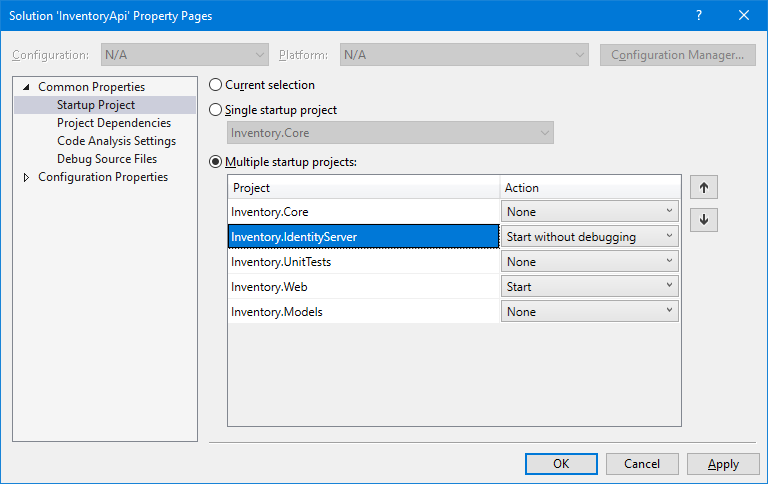 Solution 'InventoryApi' Property Pages
Configuration: N/A Platform: N/A Configuration Manager...
Common Properties
Startup Project
Project Dependencies
Code Analysis Settings
Debug Source Files
Configuration Properties
Current selection
Single startup project
Inventory.Core
Multiple startup projects:
Project Action
Inventory.Core None
Inventory.IdentityServer Start without debugging
Inventory.UnitTests None
Inventory.Web Start
Inventory.Models None
OK Cancel Apply